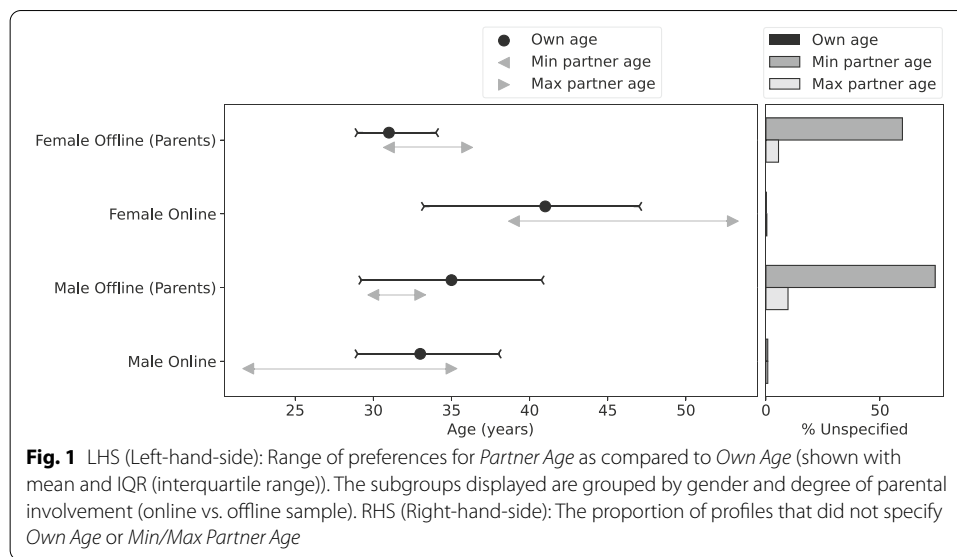 Own age
Min partner age
Max partner age
Own age
Min partner age
Max partner age
Female Offline (Parents)
Female Online
Male Offline (Parents)
Male Online
25 30 35 40 45 50
Age (years)
0 50
% Unspecified
Fig. 1 LHS (Left-hand-side): Range of preferences for Partner Age as compared to Own Age (shown with
mean and IQR (interquartile range)). The subgroups displayed are grouped by gender and degree of parental
involvement (online vs. offline sample). RHS (Right-hand-side): The proportion of profiles that did not specify
Own Age or Min/Max Partner Age